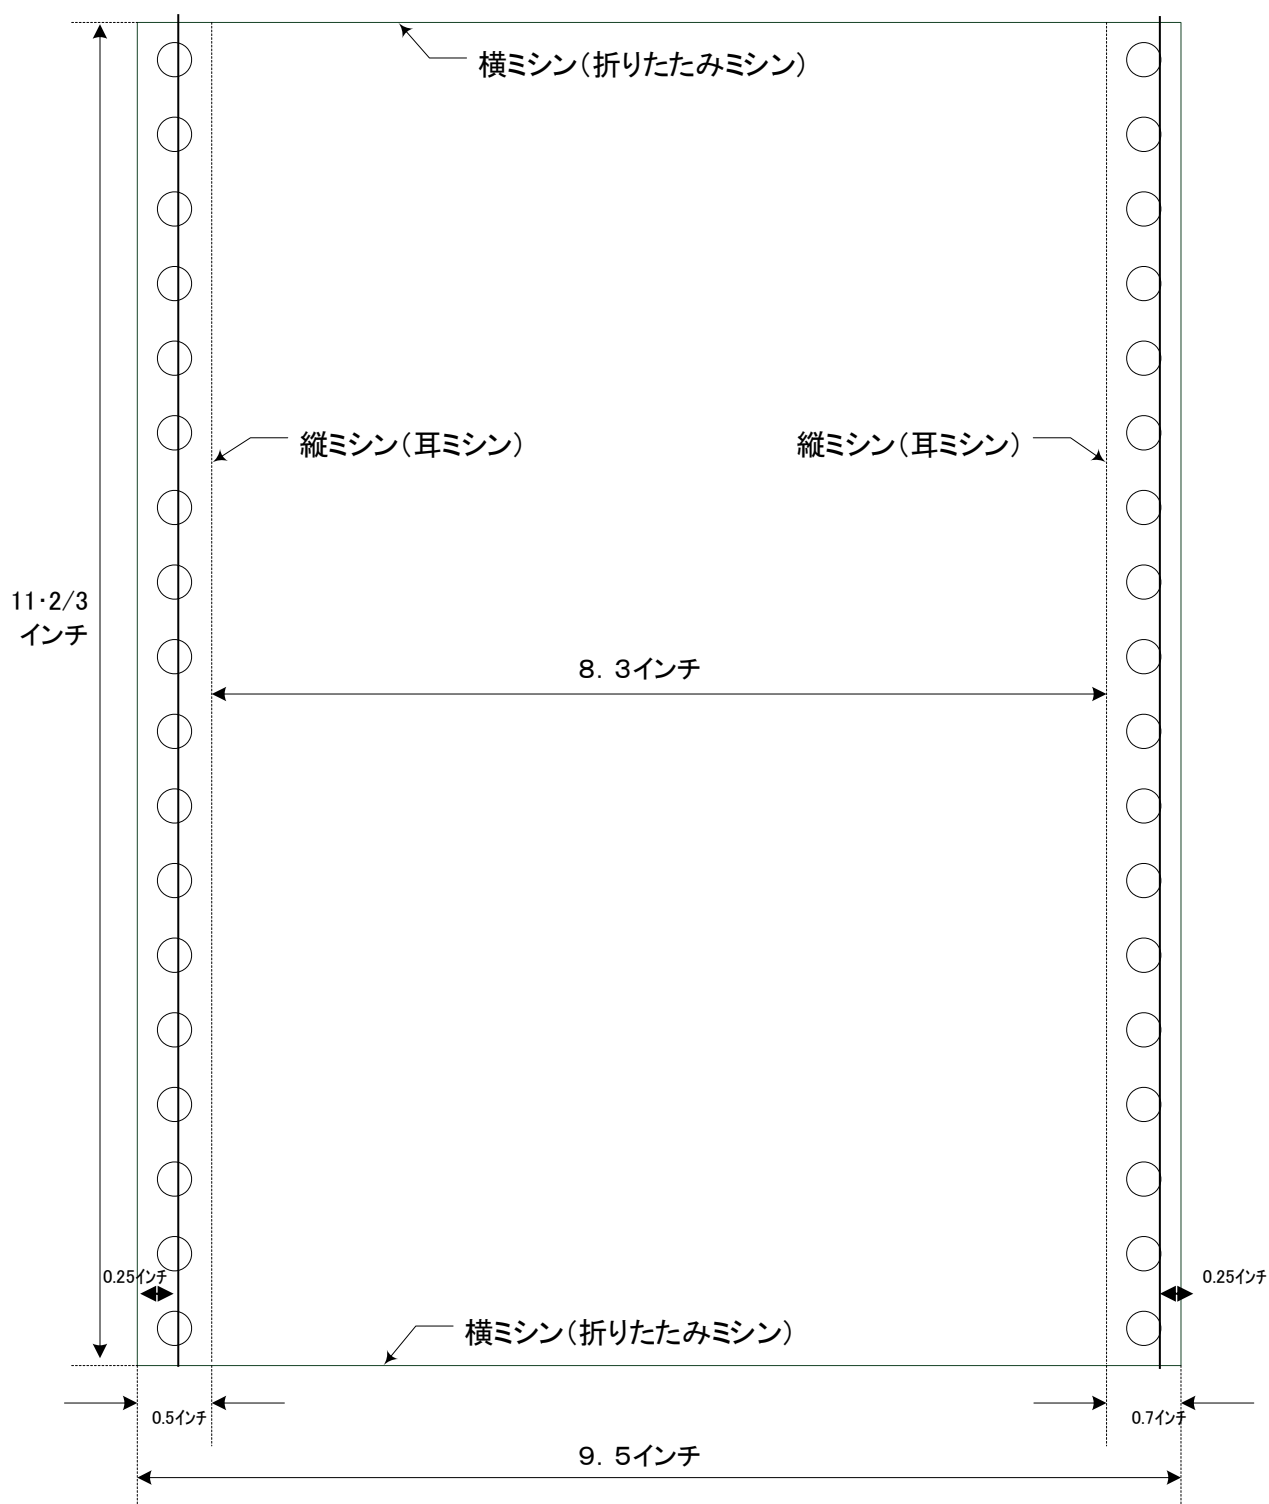 横ミシン(折りたたみミシン)
縦ミシン(耳ミシン)
縦ミシン(耳ミシン)
11・2/3
インチ
8.3インチ
0.25インチ
0.25インチ
横ミシン(折りたたみミシン)
0.5インチ
0.7インチ
9.5インチ